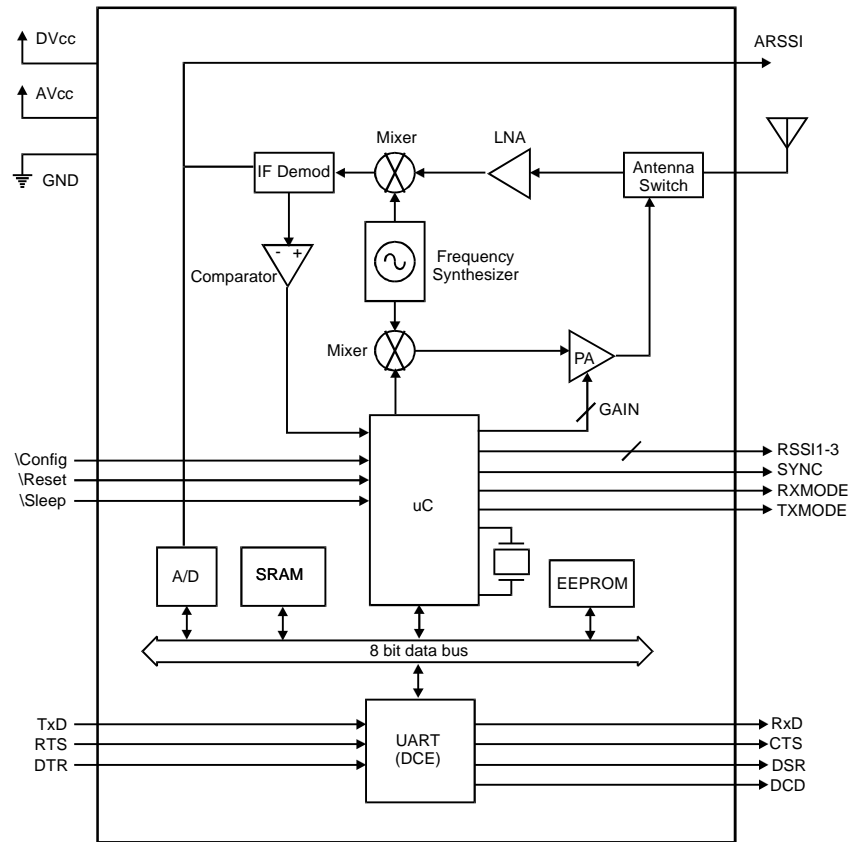 DVcc
ARSSI
AVcc
GND
Mixer
LNA
IF Demod
Antenna
Switch
- +
Comparator
Frequency
Synthesizer
Mixer
PA
GAIN
\Config
\Reset
\Sleep
uC
RSSI1-3
SYNC
RXMODE
TXMODE
A/D
SRAM
EEPROM
8 bit data bus
TxD
RTS
DTR
UART
(DCE)
RxD
CTS
DSR
DCD